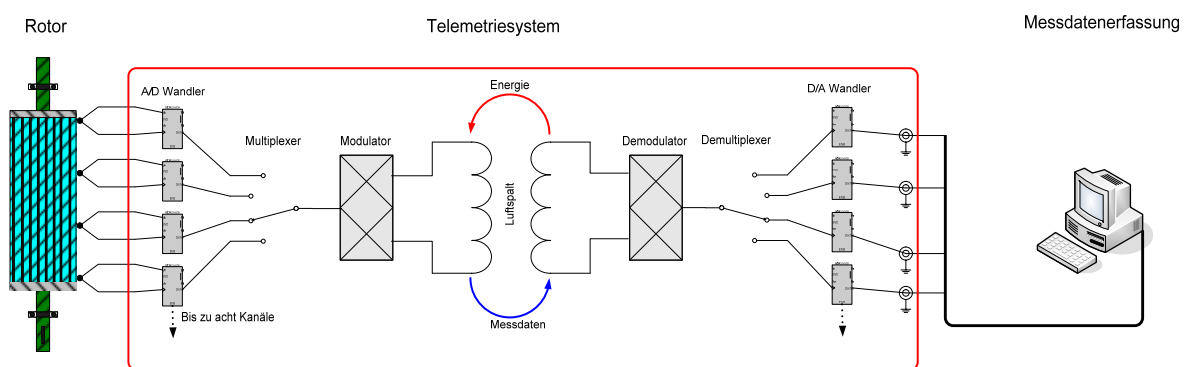 Rotor
Telemetriesystem
Messdatenerfassung
A/D Wandler
Energie
D/A Wandler
Multiplexer
Modulator
Demodulator
Demultiplexer
Luftspalt
Bis zu acht Kanäle
Messdaten